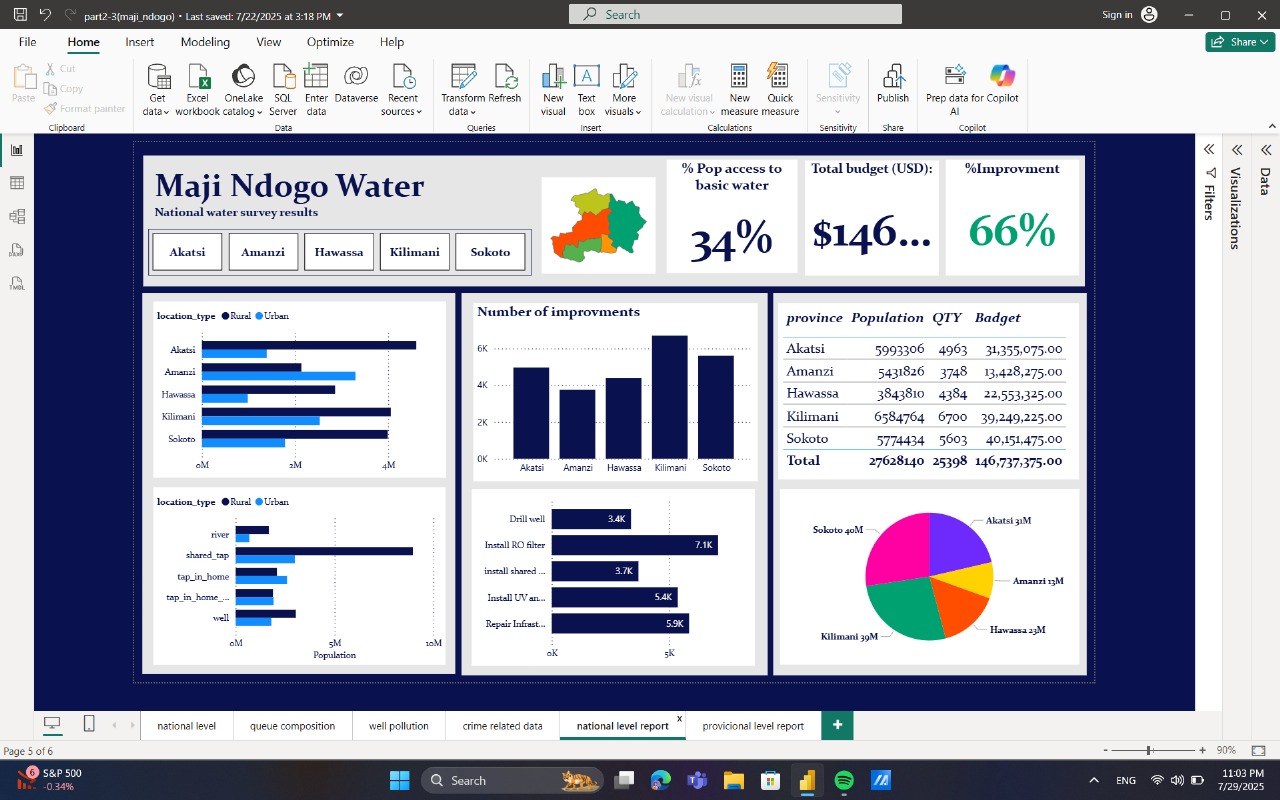 part2-3(maji_ndogo) • Last saved: 7/22/2025 at 3:18 PM
Search
Sign in
File Home Insert Modeling View Optimize Help
Share
Paste
Cut
Copy
Format painter
Clipboard
Get data
Excel workbook
OneLake catalog
SQL Server
Enter data
Dataverse
Recent sources
Data
Transform data
Refresh
Queries
New visual
Text box
More visuals
Insert
New visual calculation
New measure
Quick measure
Calculations
Sensitivity
Sensitivity
Publish
Share
Prep data for AI
Copilot
Copilot
Maji Ndogo Water
National water survey results
Akatsi Amanzi Hawassa Kilimani Sokoto
% Pop access to
basic water
34%
Total budget (USD):
$146...
%Improvment
66%
Filters
Visualizations
Data
location_type Rural Urban
Akatsi
Amanzi
Hawassa
Kilimani
Sokoto
0M 2M 4M
Number of improvments
6K
4K
2K
0K
Akatsi Amanzi Hawassa Kilimani Sokoto
province Population QTY Budget
Akatsi 5993306 4963 31,355,075.00
Amanzi 5431826 3748 13,428,275.00
Hawassa 3843810 4384 22,553,325.00
Kilimani 6584764 6700 39,249,225.00
Sokoto 5774434 5603 40,151,475.00
Total 27628140 25398 146,737,375.00
location_type Rural Urban
river
shared_tap
tap_in_home
tap_in_home_...
well
0M 5M 10M
Population
Drill well 3.4K
Install RO filter 7.1K
install shared ... 3.7K
Install UV an... 5.4K
Repair Infrast... 5.9K
0K 5K
Sokoto 40M
Akatsi 31M
Amanzi 13M
Hawassa 23M
Kilimani 39M
national level
queue composition
well pollution
crime related data
national level report
x
provicional level report
+
Page 5 of 6
- + 90%
6
S&P 500
-0.34%
Search
ENG
11:03 PM
7/29/2025